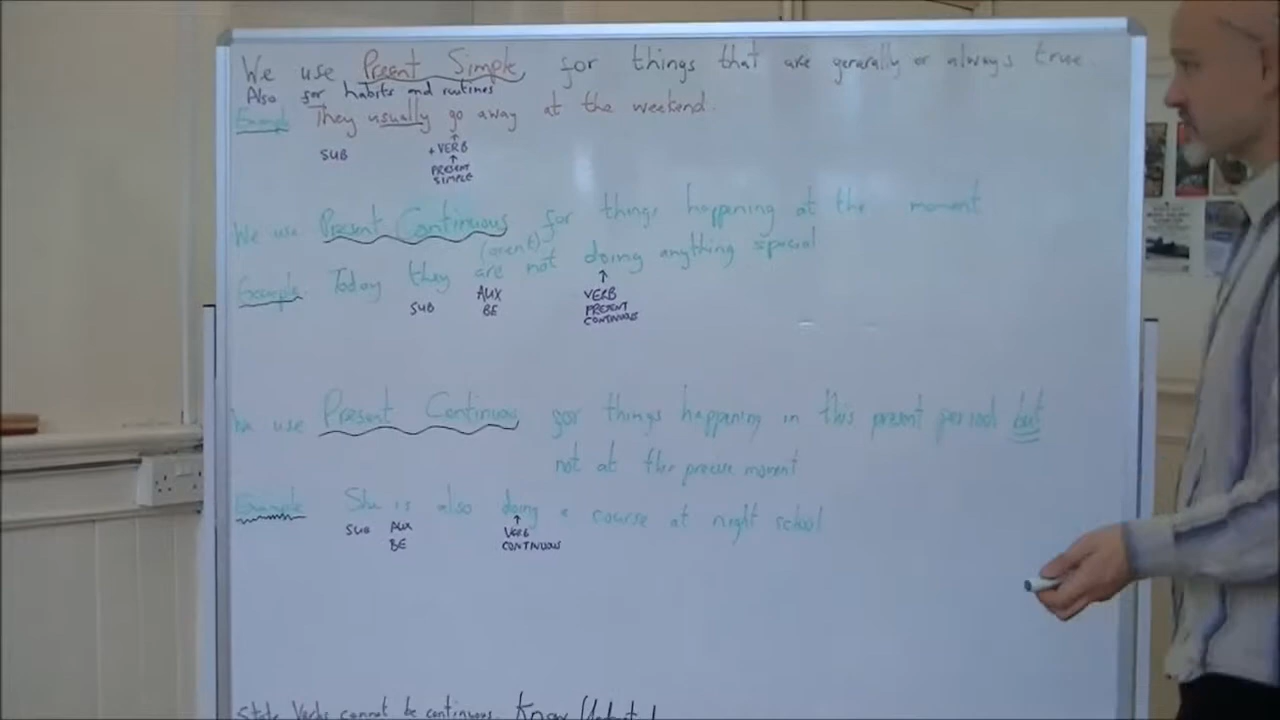 We use Present Simple for things that are generally or always true.
Also for habits and routines
Example They usually go away at the weekend.
SUB + VERB
PRESENT
SIMPLE
We use Present Continuous for things happening at the moment
(aren't)
Example Today they are not doing anything special
SUB AUX VERB
BE PRESENT
CONTINUOUS
We use Present Continuous for things happening in this present period but
not at the precise moment
Example She is also doing a course at night school
SUB AUX VERB
BE CONTINUOUS
State Verbs cannot be continuous. Know